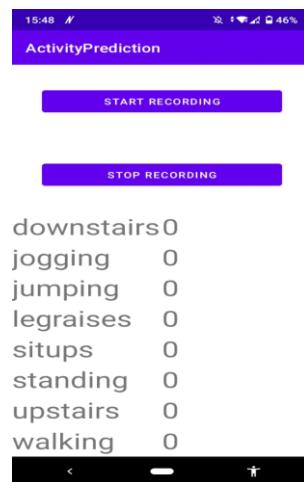 15:48 46%
ActivityPrediction
START RECORDING
STOP RECORDING
downstairs 0
jogging 0
jumping 0
legraises 0
situps 0
standing 0
upstairs 0
walking 0